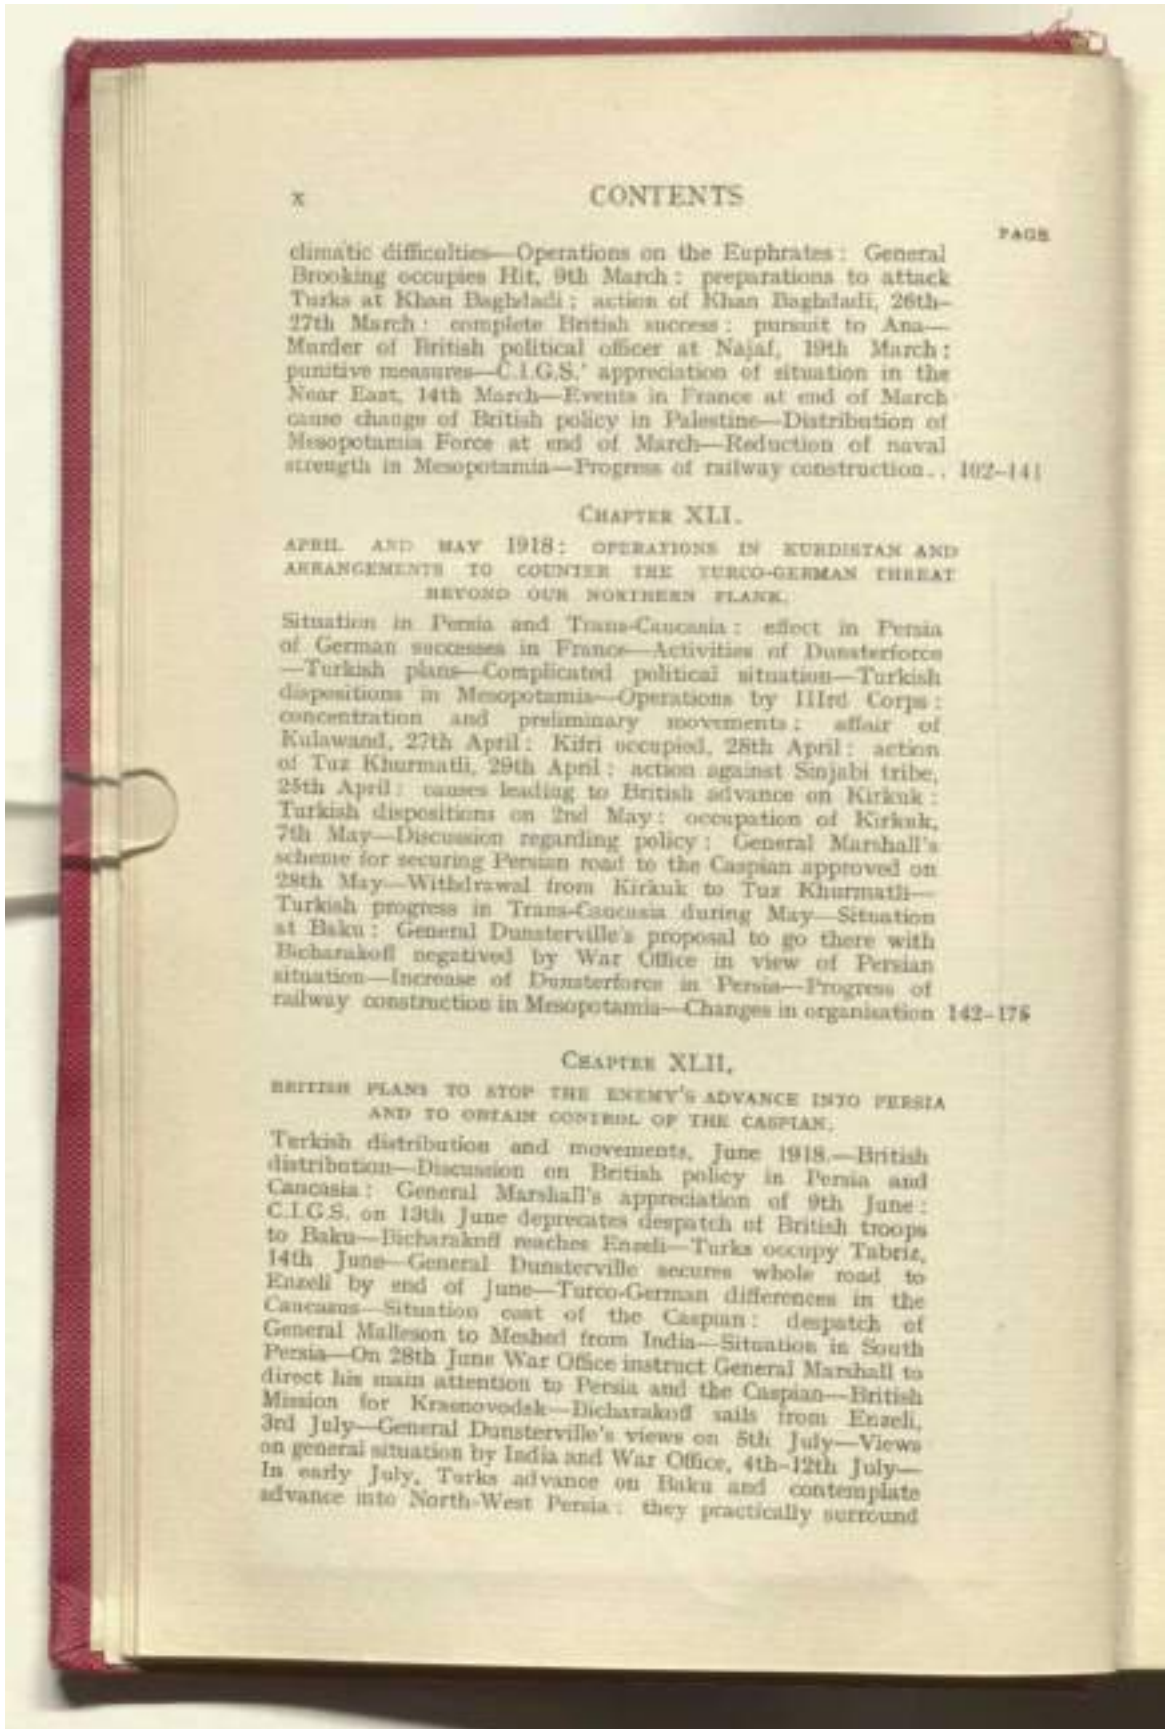 x CONTENTS
PAGE
climatic difficulties—Operations on the Euphrates: General
Brooking occupies Hit, 9th March: preparations to attack
Turks at Khan Baghdadi: action of Khan Baghdadi, 26th–
27th March: complete British success: pursuit to Ana—
Murder of British political officer at Najaf, 19th March:
punitive measures—C.I.G.S.' appreciation of situation in the
Near East, 14th March—Events in France at end of March
cause change of British policy in Palestine—Distribution of
Mesopotamia Force at end of March—Reduction of naval
strength in Mesopotamia—Progress of railway construction.. 102–141
CHAPTER XLI.
APRIL AND MAY 1918: OPERATIONS IN KURDISTAN AND
ARRANGEMENTS TO COUNTER THE TURCO-GERMAN THREAT
BEYOND OUR NORTHERN FLANK.
Situation in Persia and Trans-Caucasia: effect in Persia
of German successes in France—Activities of Dunsterforce
—Turkish plans—Complicated political situation—Turkish
dispositions in Mesopotamia—Operations by IIIrd Corps:
concentration and preliminary movements: affair of
Kulawand, 27th April: Kifri occupied, 28th April: action
of Tuz Khurmatli, 29th April: action against Sinjabi tribe,
25th April: causes leading to British advance on Kirkuk:
Turkish dispositions on 2nd May: occupation of Kirkuk,
7th May—Discussion regarding policy: General Marshall's
scheme for securing Persian road to the Caspian approved on
28th May—Withdrawal from Kirkuk to Tuz Khurmatli—
Turkish progress in Trans-Caucasia during May—Situation
at Baku: General Dunsterville's proposal to go there with
Bicharakoff negatived by War Office in view of Persian
situation—Increase of Dunsterforce in Persia—Progress of
railway construction in Mesopotamia—Changes in organisation 142–175
CHAPTER XLII.
BRITISH PLANS TO STOP THE ENEMY'S ADVANCE INTO PERSIA
AND TO OBTAIN CONTROL OF THE CASPIAN.
Turkish distribution and movements, June 1918.—British
distribution—Discussion on British policy in Persia and
Caucasia: General Marshall's appreciation of 9th June:
C.I.G.S. on 13th June deprecates despatch of British troops
to Baku—Bicharakoff reaches Enzeli—Turks occupy Tabriz,
14th June—General Dunsterville secures whole road to
Enzeli by end of June—Turco-German differences in the
Caucasus—Situation east of the Caspian: despatch of
General Malleson to Meshed from India—Situation in South
Persia—On 28th June War Office instruct General Marshall to
direct his main attention to Persia and the Caspian—British
Mission for Krasnovodsk—Bicharakoff sails from Enzeli,
3rd July—General Dunsterville's views on 5th July—Views
on general situation by India and War Office, 4th–12th July—
In early July, Turks advance on Baku and contemplate
advance into North-West Persia: they practically surround